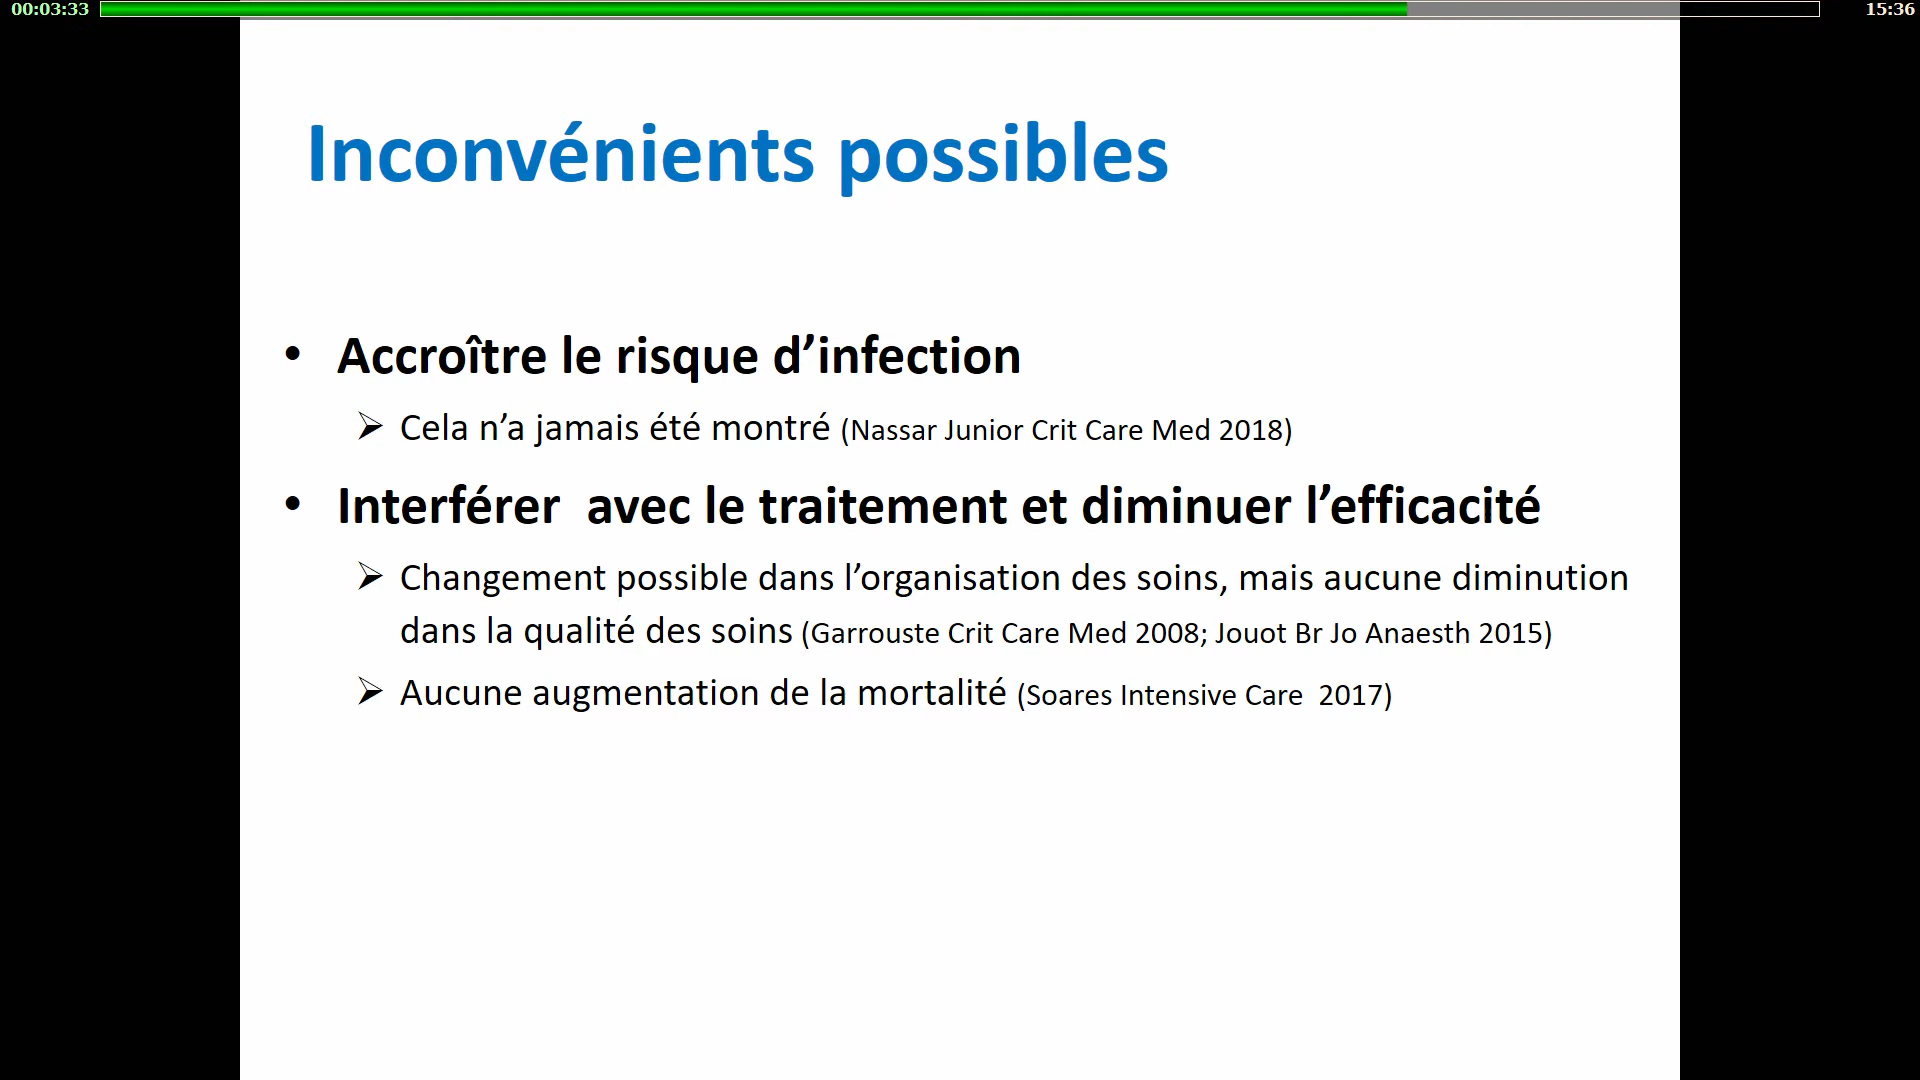 00:03:33
15:36
Inconvénients possibles
• Accroître le risque d’infection
➢ Cela n’a jamais été montré (Nassar Junior Crit Care Med 2018)
• Interférer  avec le traitement et diminuer l’efficacité
➢ Changement possible dans l’organisation des soins, mais aucune diminution
dans la qualité des soins (Garrouste Crit Care Med 2008; Jouot Br Jo Anaesth 2015)
➢ Aucune augmentation de la mortalité (Soares Intensive Care  2017)